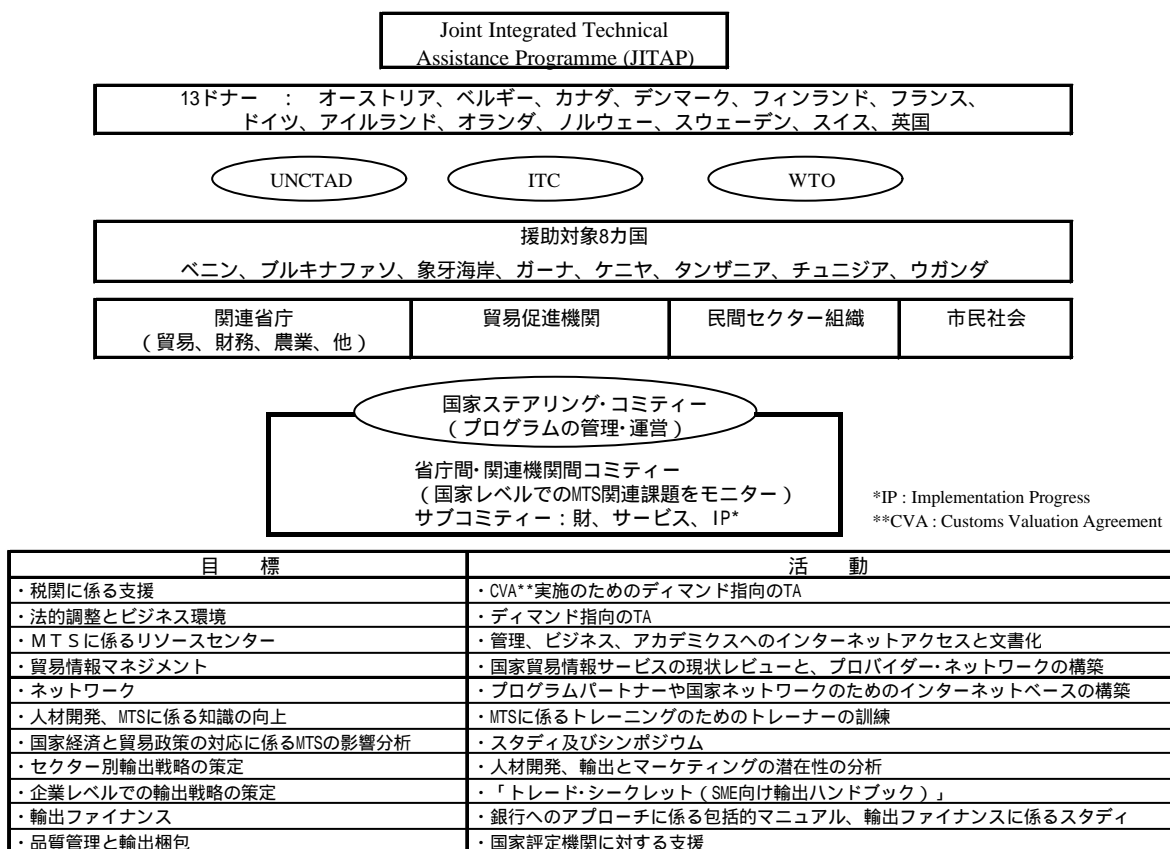 Joint Integrated Technical
Assistance Programme (JITAP)
13ドナー ： オーストリア、ベルギー、カナダ、デンマーク、フィンランド、フランス、
ドイツ、アイルランド、オランダ、ノルウェー、スウェーデン、スイス、英国
UNCTAD ITC WTO
援助対象8カ国
ベニン、ブルキナファソ、象牙海岸、ガーナ、ケニヤ、タンザニア、チュニジア、ウガンダ
関連省庁 貿易促進機関 民間セクター組織 市民社会
（貿易、財務、農業、他）
国家ステアリング・コミティー
（プログラムの管理・運営）
省庁間・関連機関間コミティー
（国家レベルでのMTS関連課題をモニター）
サブコミティー：財、サービス、IP*
*IP : Implementation Progress
**CVA : Customs Valuation Agreement
目 標 活 動
・税関に係る支援 ・CVA**実施のためのディマンド指向のTA
・法的調整とビジネス環境 ・ディマンド指向のTA
・ＭＴＳに係るリソースセンター ・管理、ビジネス、アカデミクスへのインターネットアクセスと文書化
・貿易情報マネジメント ・国家貿易情報サービスの現状レビューと、プロバイダー・ネットワークの構築
・ネットワーク ・プログラムパートナーや国家ネットワークのためのインターネットベースの構築
・人材開発、MTSに係る知識の向上 ・MTSに係るトレーニングのためのトレーナーの訓練
・国家経済と貿易政策の対応に係るMTSの影響分析 ・スタディ及びシンポジウム
・セクター別輸出戦略の策定 ・人材開発、輸出とマーケティングの潜在性の分析
・企業レベルでの輸出戦略の策定 ・「トレード・シークレット（SME向け輸出ハンドブック）」
・輸出ファイナンス ・銀行へのアプローチに係る包括的マニュアル、輸出ファイナンスに係るスタディ
・品質管理と輸出梱包 ・国家評定機関に対する支援